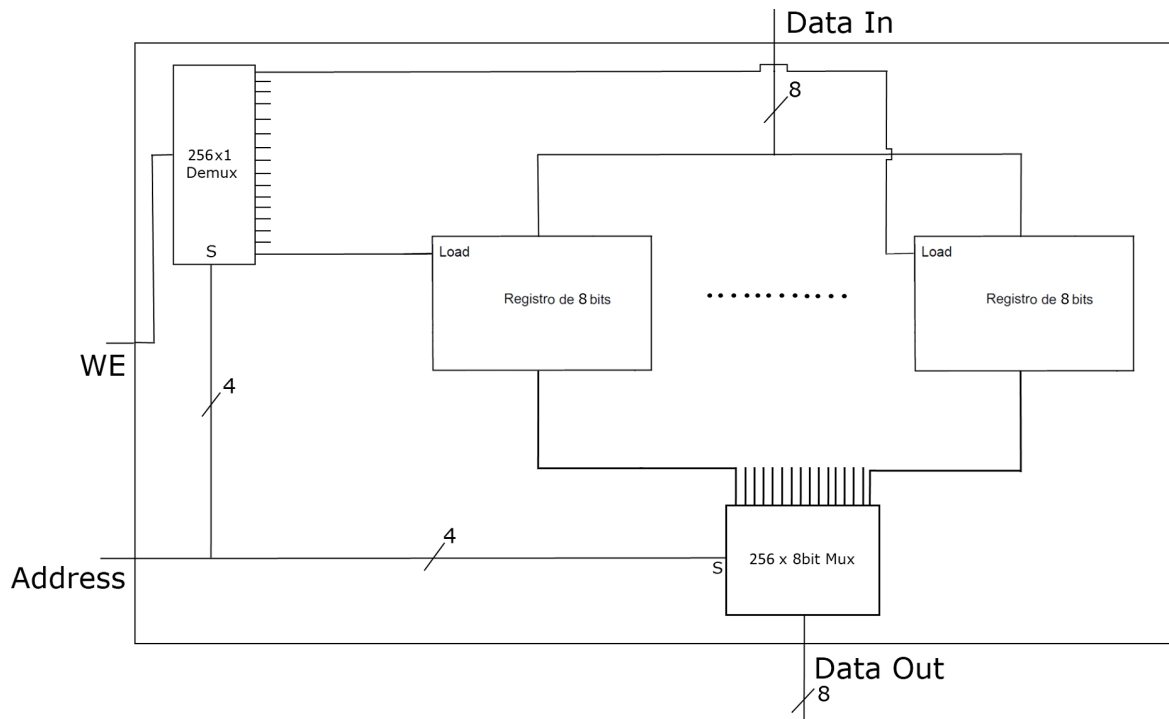 Data In
8
256x1
Demux
S
Load
Registro de 8 bits
Load
Registro de 8 bits
WE
4
4
Address
S
256 x 8bit Mux
Data Out
8